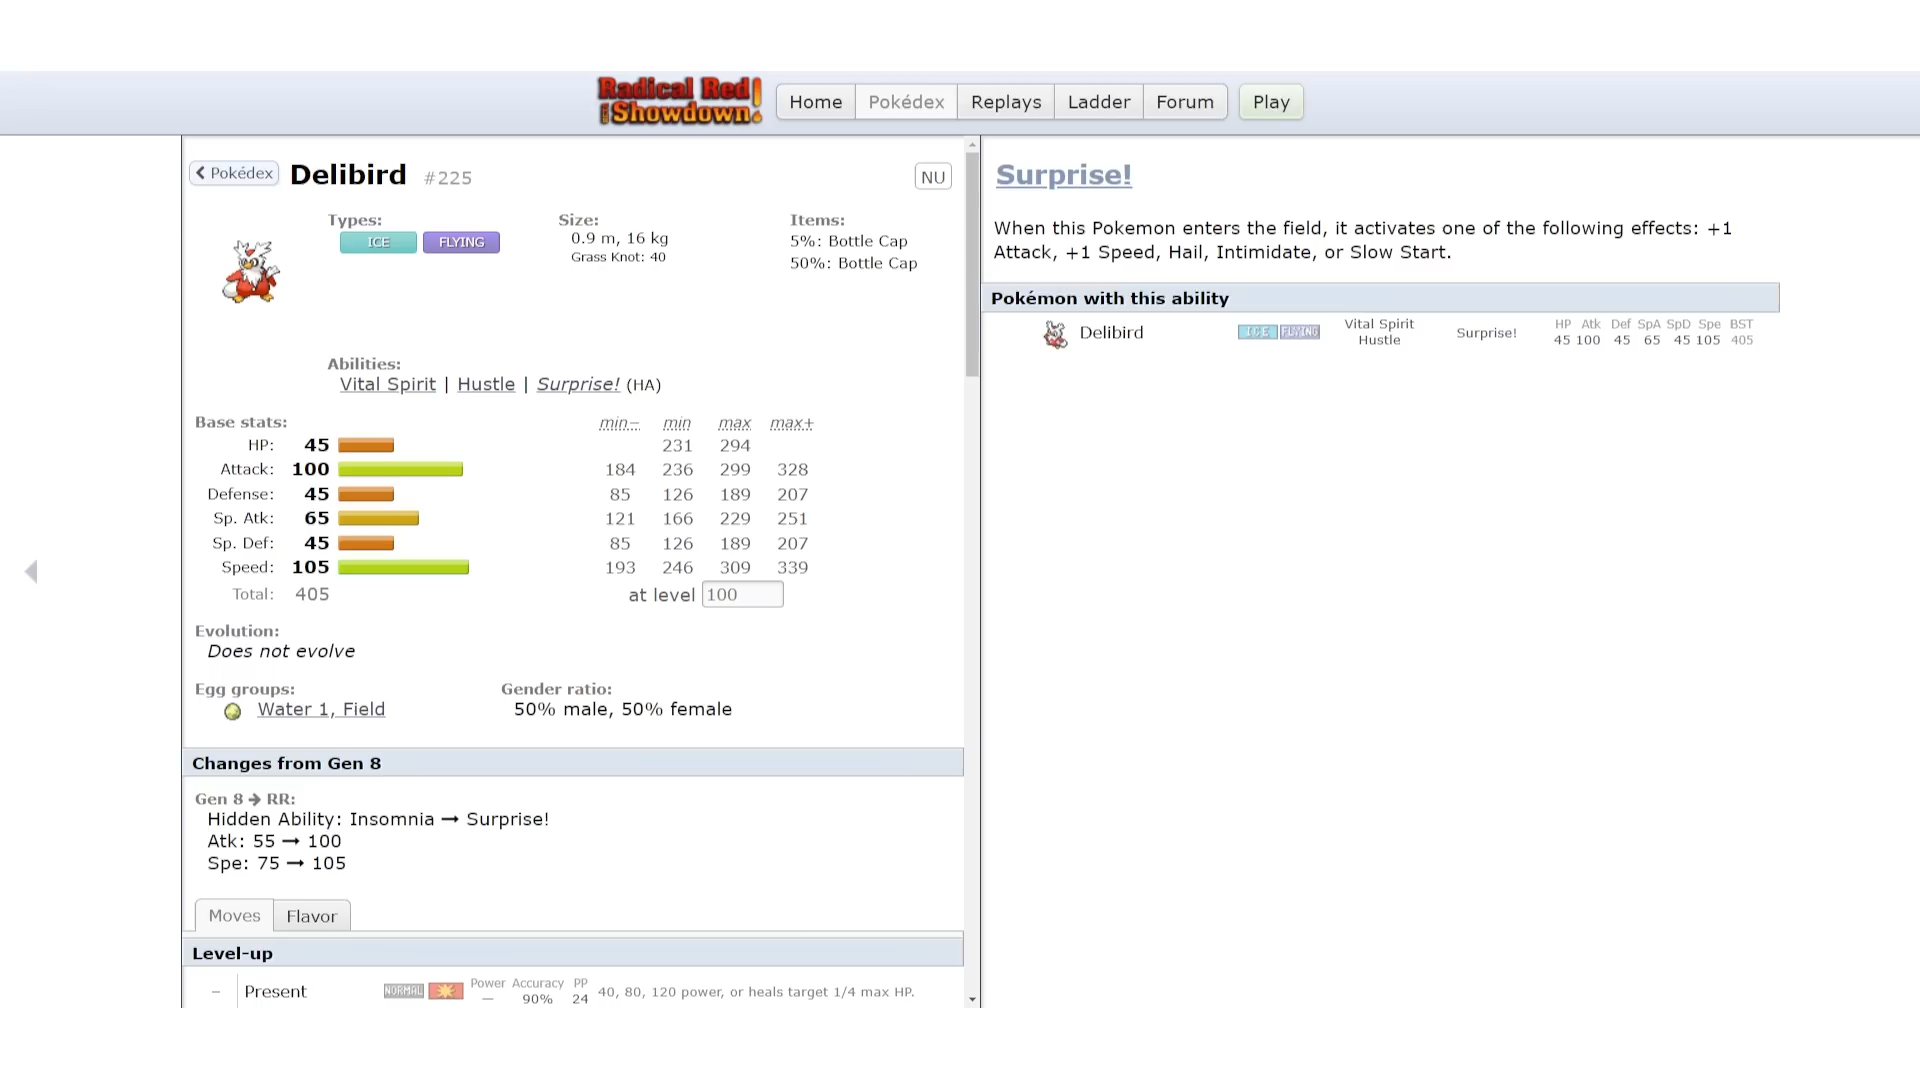 Radical Red
Showdown!
Home
Pokédex
Replays
Ladder
Forum
Play
Pokédex
Delibird #225
NU
Types:
ICE FLYING
Size:
0.9 m, 16 kg
Grass Knot: 40
Items:
5%: Bottle Cap
50%: Bottle Cap
Abilities:
Vital Spirit | Hustle | Surprise! (HA)
Base stats: min− min max max+
HP: 45 231 294
Attack: 100 184 236 299 328
Defense: 45 85 126 189 207
Sp. Atk: 65 121 166 229 251
Sp. Def: 45 85 126 189 207
Speed: 105 193 246 309 339
Total: 405 at level 100
Evolution:
Does not evolve
Egg groups:
Water 1, Field
Gender ratio:
50% male, 50% female
Changes from Gen 8
Gen 8 ➔ RR:
Hidden Ability: Insomnia ➞ Surprise!
Atk: 55 ➞ 100
Spe: 75 ➞ 105
Moves Flavor
Level-up
– Present NORMAL Power — Accuracy 90% PP 24 40, 80, 120 power, or heals target 1/4 max HP.
Surprise!
When this Pokemon enters the field, it activates one of the following effects: +1
Attack, +1 Speed, Hail, Intimidate, or Slow Start.
Pokémon with this ability
Delibird ICE FLYING Vital Spirit Hustle Surprise!
HP Atk Def SpA SpD Spe BST
45 100 45 65 45 105 405